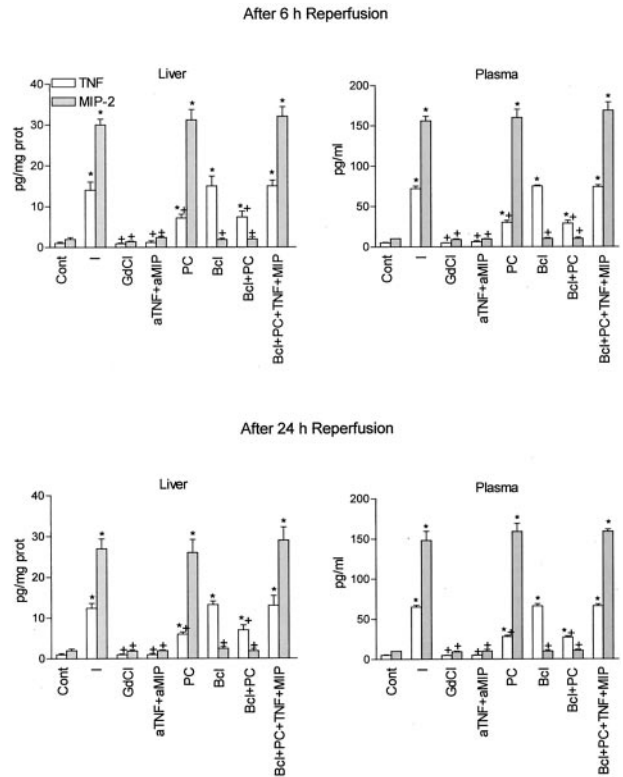 After 6 h Reperfusion
Liver
TNF
MIP-2
pg/mg prot
40
30
20
10
0
Cont
I
GdCl
aTNF+aMIP
PC
Bcl
Bcl+PC
Bcl+PC+TNF+MIP
Plasma
pg/ml
200
150
100
50
0
Cont
I
GdCl
aTNF+aMIP
PC
Bcl
Bcl+PC
Bcl+PC+TNF+MIP
After 24 h Reperfusion
Liver
pg/mg prot
40
30
20
10
0
Cont
I
GdCl
aTNF+aMIP
PC
Bcl
Bcl+PC
Bcl+PC+TNF+MIP
Plasma
pg/ml
200
150
100
50
0
Cont
I
GdCl
aTNF+aMIP
PC
Bcl
Bcl+PC
Bcl+PC+TNF+MIP